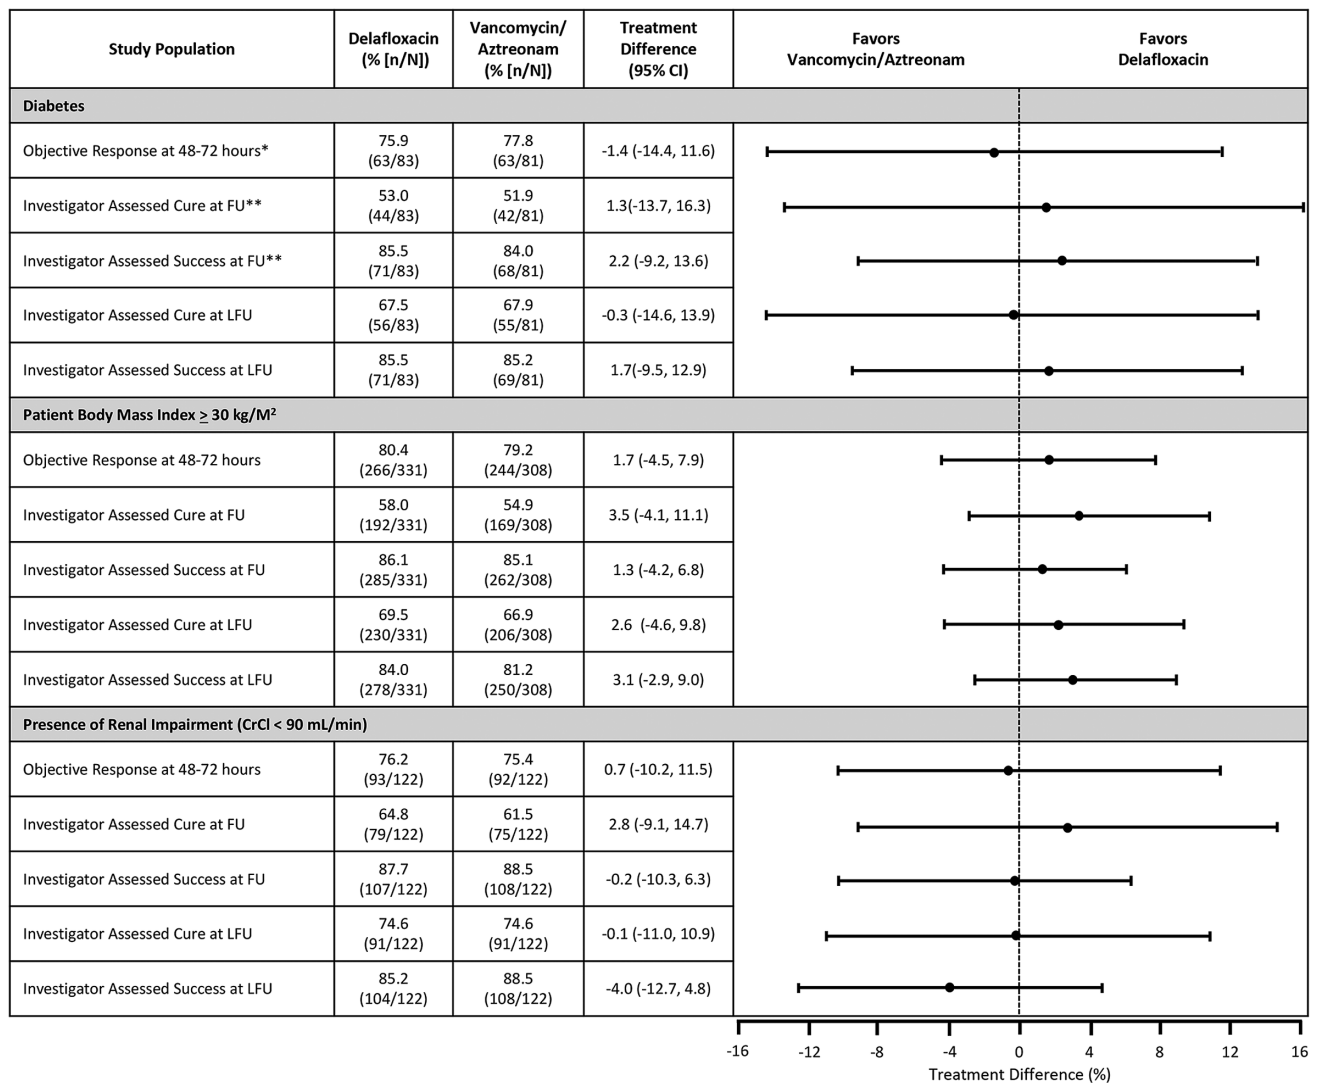 Study Population
Delafloxacin
(% [n/N])
Vancomycin/
Aztreonam
(% [n/N])
Treatment
Difference
(95% CI)
Favors
Vancomycin/Aztreonam
Favors
Delafloxacin
Diabetes
Objective Response at 48-72 hours*
75.9
(63/83)
77.8
(63/81)
-1.4 (-14.4, 11.6)
Investigator Assessed Cure at FU**
53.0
(44/83)
51.9
(42/81)
1.3(-13.7, 16.3)
Investigator Assessed Success at FU**
85.5
(71/83)
84.0
(68/81)
2.2 (-9.2, 13.6)
Investigator Assessed Cure at LFU
67.5
(56/83)
67.9
(55/81)
-0.3 (-14.6, 13.9)
Investigator Assessed Success at LFU
85.5
(71/83)
85.2
(69/81)
1.7(-9.5, 12.9)
Patient Body Mass Index ≥ 30 kg/M²
Objective Response at 48-72 hours
80.4
(266/331)
79.2
(244/308)
1.7 (-4.5, 7.9)
Investigator Assessed Cure at FU
58.0
(192/331)
54.9
(169/308)
3.5 (-4.1, 11.1)
Investigator Assessed Success at FU
86.1
(285/331)
85.1
(262/308)
1.3 (-4.2, 6.8)
Investigator Assessed Cure at LFU
69.5
(230/331)
66.9
(206/308)
2.6 (-4.6, 9.8)
Investigator Assessed Success at LFU
84.0
(278/331)
81.2
(250/308)
3.1 (-2.9, 9.0)
Presence of Renal Impairment (CrCl < 90 mL/min)
Objective Response at 48-72 hours
76.2
(93/122)
75.4
(92/122)
0.7 (-10.2, 11.5)
Investigator Assessed Cure at FU
64.8
(79/122)
61.5
(75/122)
2.8 (-9.1, 14.7)
Investigator Assessed Success at FU
87.7
(107/122)
88.5
(108/122)
-0.2 (-10.3, 6.3)
Investigator Assessed Cure at LFU
74.6
(91/122)
74.6
(91/122)
-0.1 (-11.0, 10.9)
Investigator Assessed Success at LFU
85.2
(104/122)
88.5
(108/122)
-4.0 (-12.7, 4.8)
-16 -12 -8 -4 0 4 8 12 16
Treatment Difference (%)